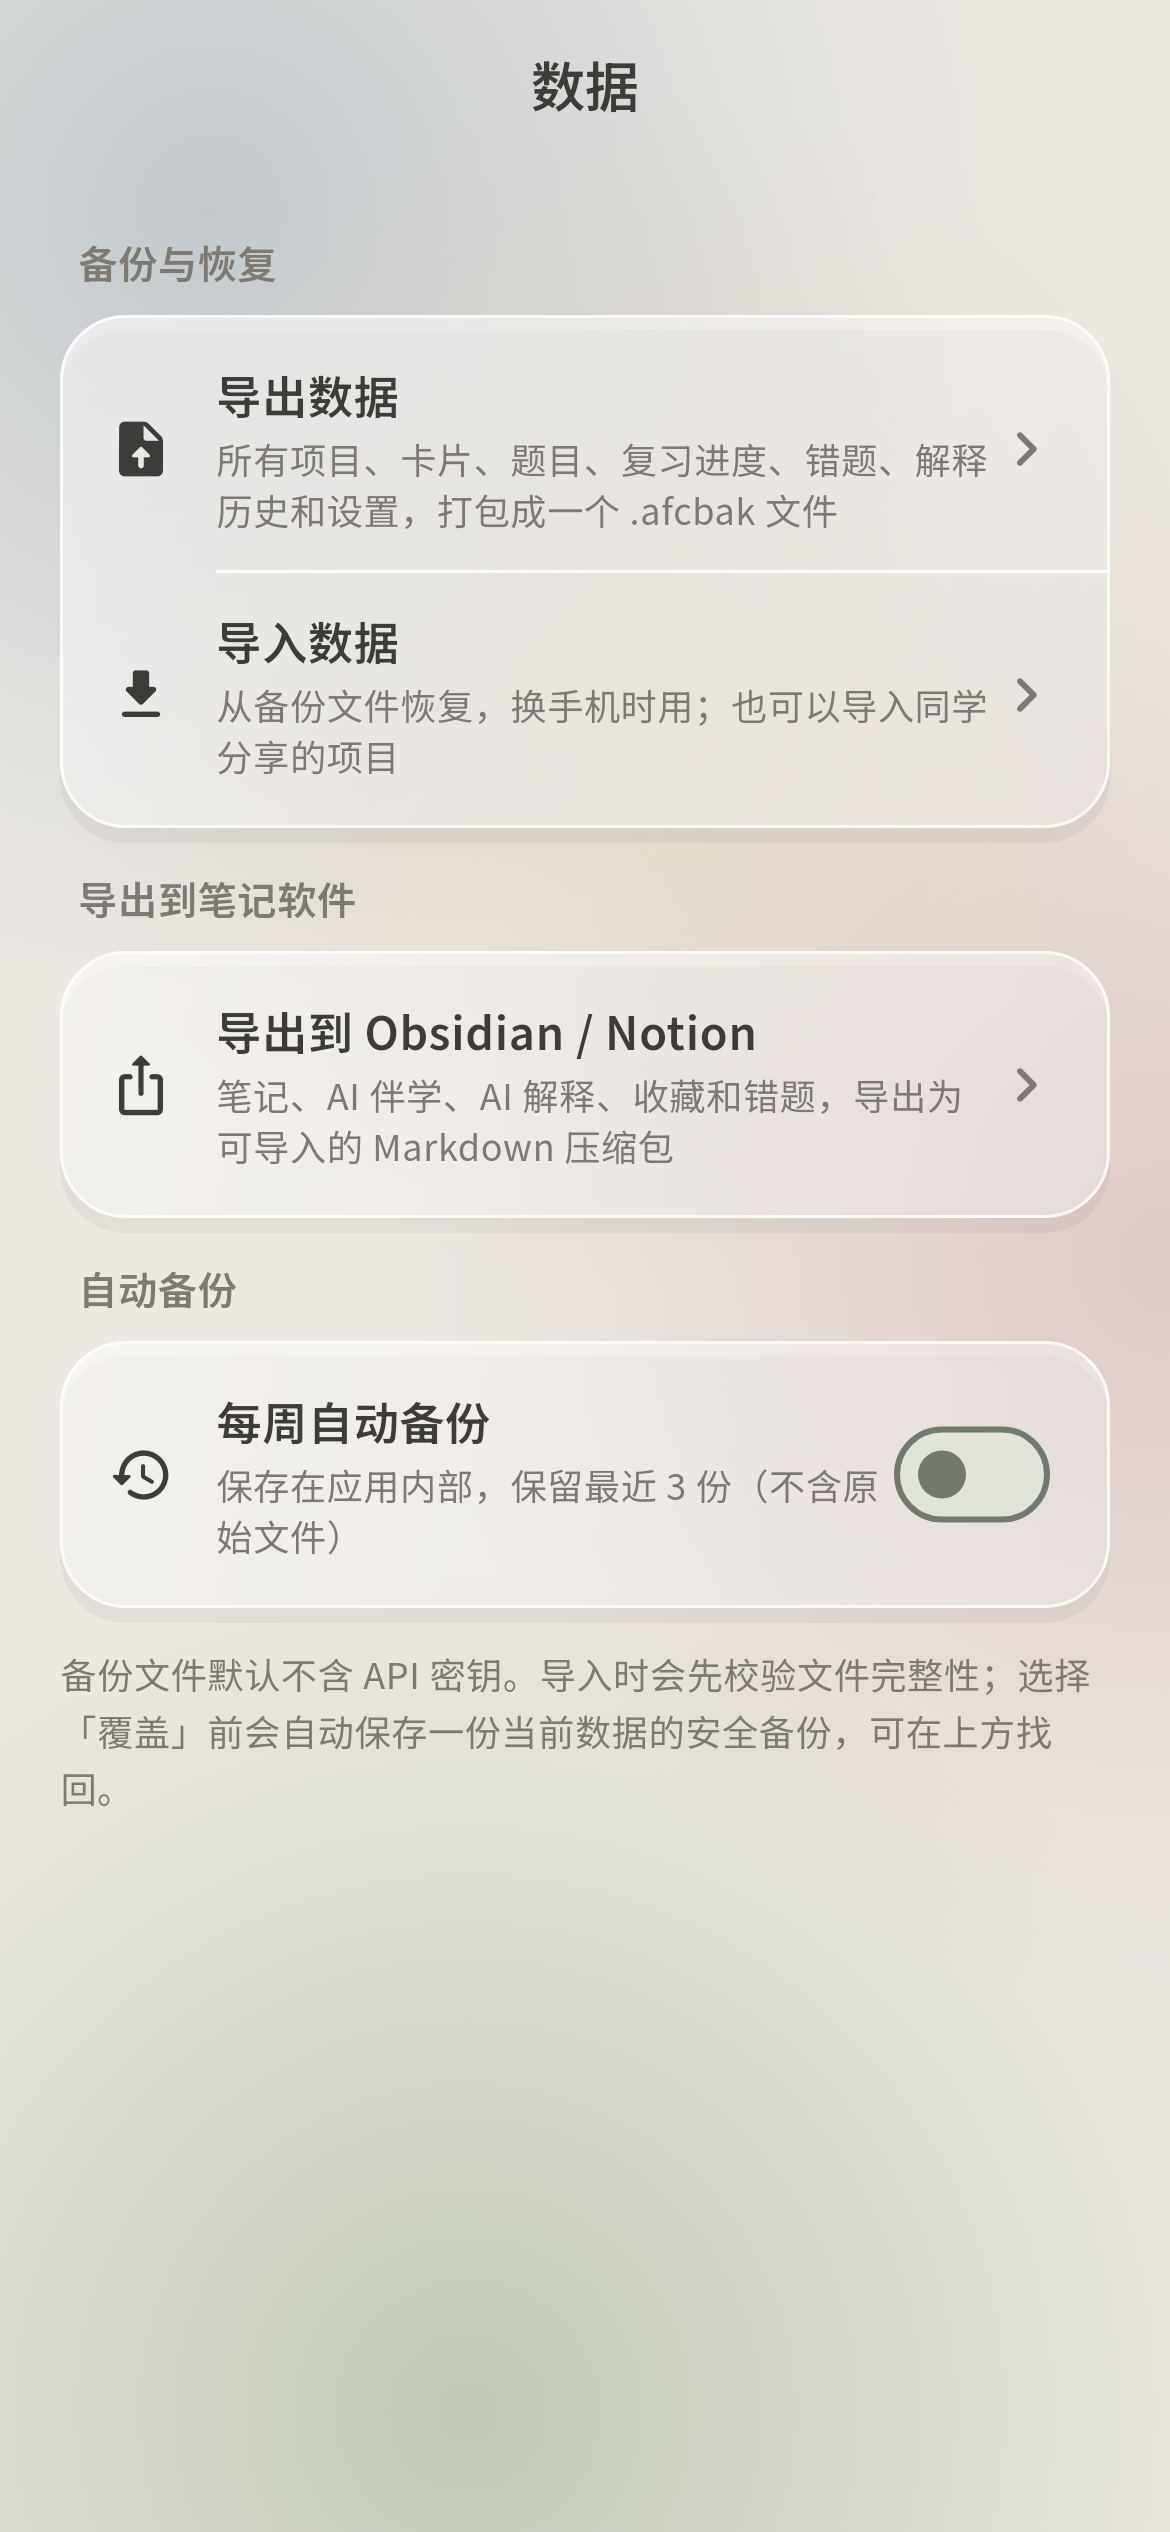 数据
备份与恢复
导出数据
所有项目、卡片、题目、复习进度、错题、解释
历史和设置，打包成一个 .afcbak 文件
导入数据
从备份文件恢复，换手机时用；也可以导入同学
分享的项目
导出到笔记软件
导出到 Obsidian / Notion
笔记、AI 伴学、AI 解释、收藏和错题，导出为
可导入的 Markdown 压缩包
自动备份
每周自动备份
保存在应用内部，保留最近 3 份（不含原
始文件）
备份文件默认不含 API 密钥。导入时会先校验文件完整性；选择
「覆盖」前会自动保存一份当前数据的安全备份，可在上方找
回。